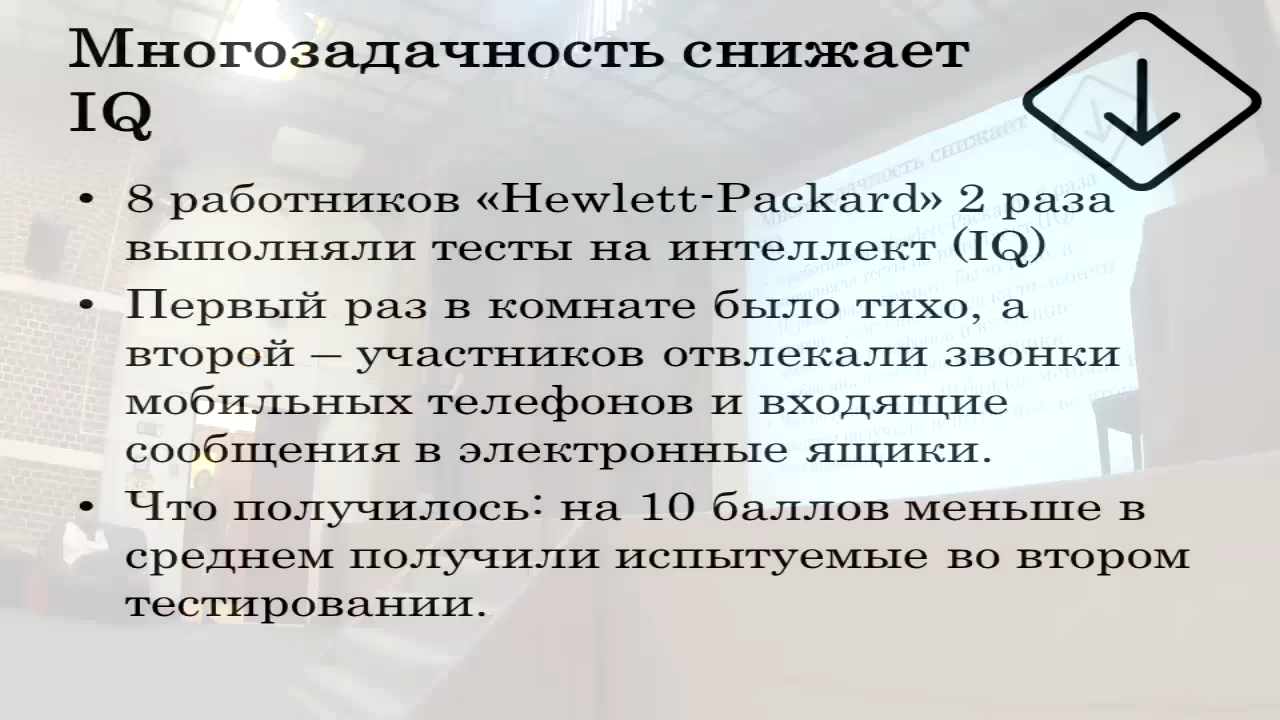 Многозадачность снижает
IQ
• 8 работников «Hewlett-Packard» 2 раза
выполняли тесты на интеллект (IQ)
• Первый раз в комнате было тихо, а
второй – участников отвлекали звонки
мобильных телефонов и входящие
сообщения в электронные ящики.
• Что получилось: на 10 баллов меньше в
среднем получили испытуемые во втором
тестировании.